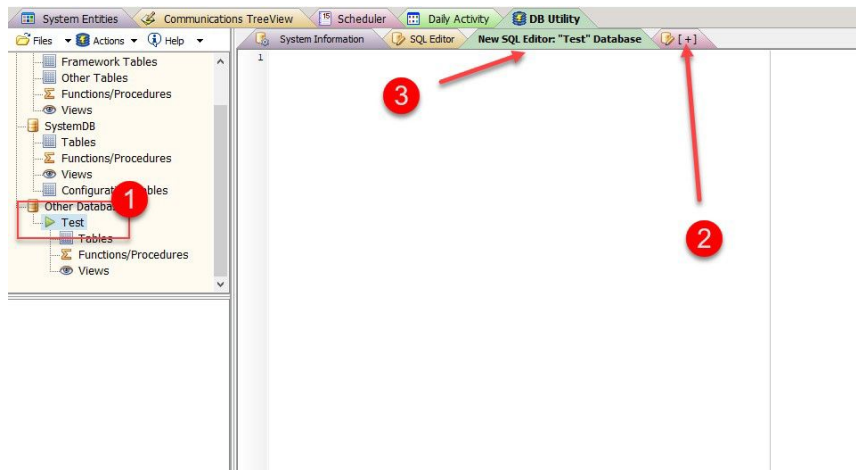 System Entities Communications TreeView 15 Scheduler Daily Activity DB Utility
Files Actions Help System Information SQL Editor New SQL Editor: "Test" Database [+]
1
Framework Tables
Other Tables
Functions/Procedures
Views
SystemDB
Tables
Functions/Procedures
Views
1
Other
Test
Tables
Functions/Procedures
Views
3
2